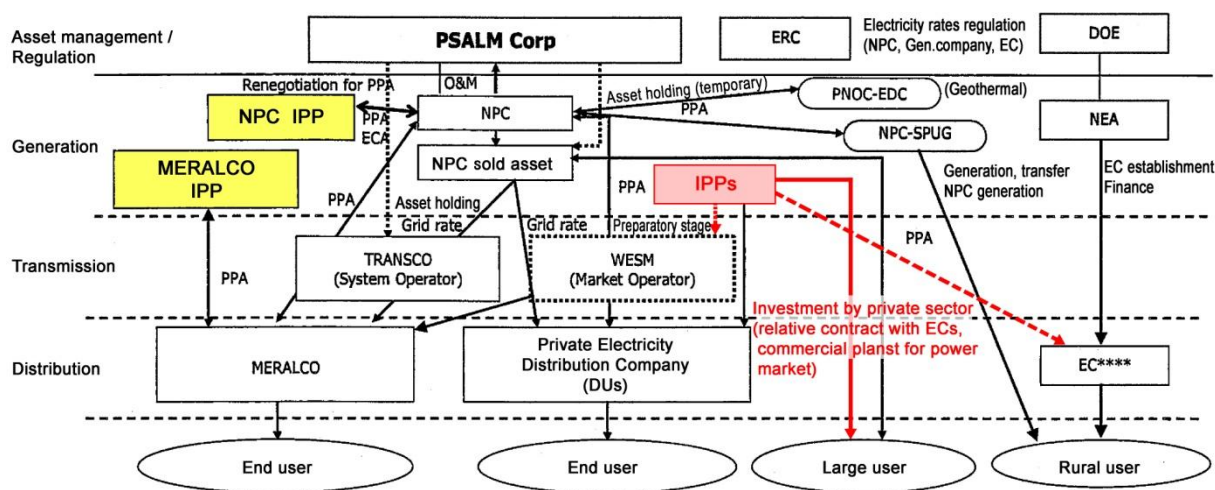 Asset management /
Regulation
PSALM Corp
ERC
Electricity rates regulation
(NPC, Gen.company, EC)
DOE
Renegotiation for PPA
O&M
Asset holding (temporary)
PPA
PNOC-EDC
(Geothermal)
NPC IPP
PPA
ECA
NPC
NPC-SPUG
NEA
Generation
NPC sold asset
MERALCO
IPP
PPA
IPPs
Generation, transfer
NPC generation
EC establishment
Finance
PPA
Asset holding
Grid rate
Grid rate
Preparatory stage
PPA
Transmission
TRANSCO
(System Operator)
WESM
(Market Operator)
PPA
Investment by private sector
(relative contract with ECs,
commercial planst for power
market)
Distribution
MERALCO
Private Electricity
Distribution Company
(DUs)
EC****
End user
End user
Large user
Rural user